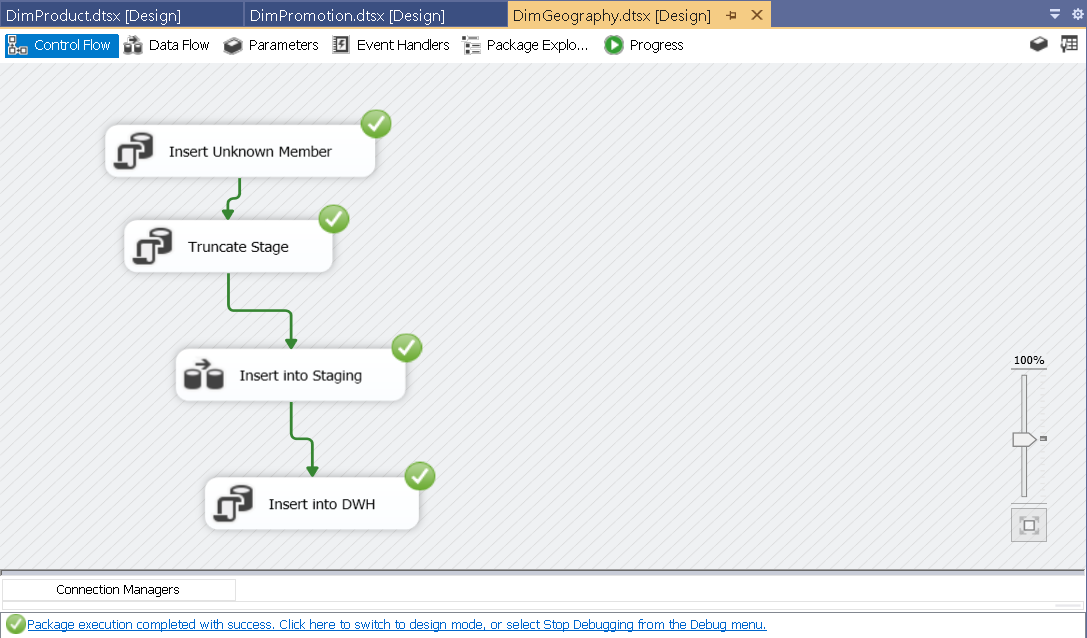 DimProduct.dtsx [Design]
DimPromotion.dtsx [Design]
DimGeography.dtsx [Design]
Control Flow
Data Flow
Parameters
Event Handlers
Package Explo...
Progress
Insert Unknown Member
Truncate Stage
Insert into Staging
Insert into DWH
100%
Connection Managers
Package execution completed with success. Click here to switch to design mode, or select Stop Debugging from the Debug menu.